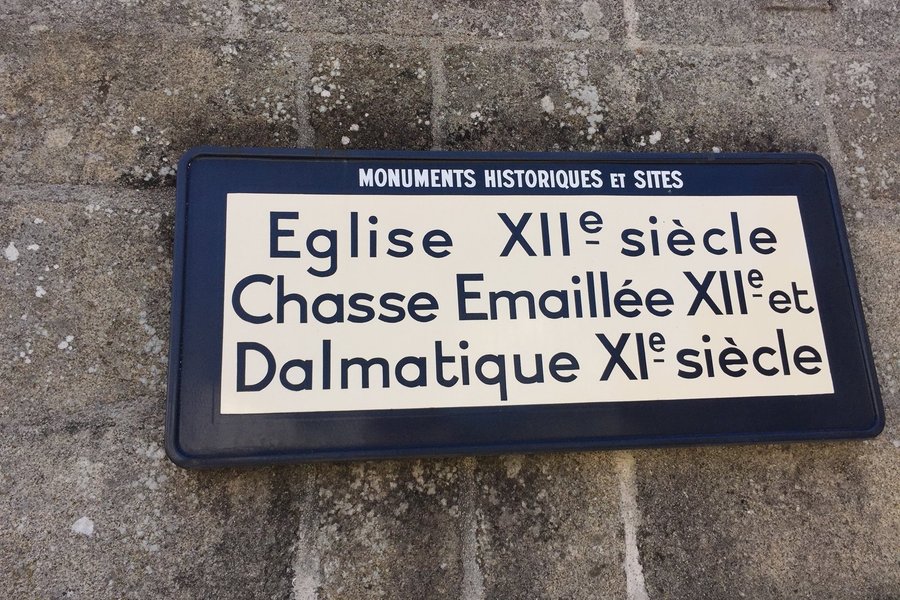 MONUMENTS HISTORIQUES ET SITES
Eglise XIIe siècle
Chasse Emaillée XIIe et
Dalmatique XIe siècle